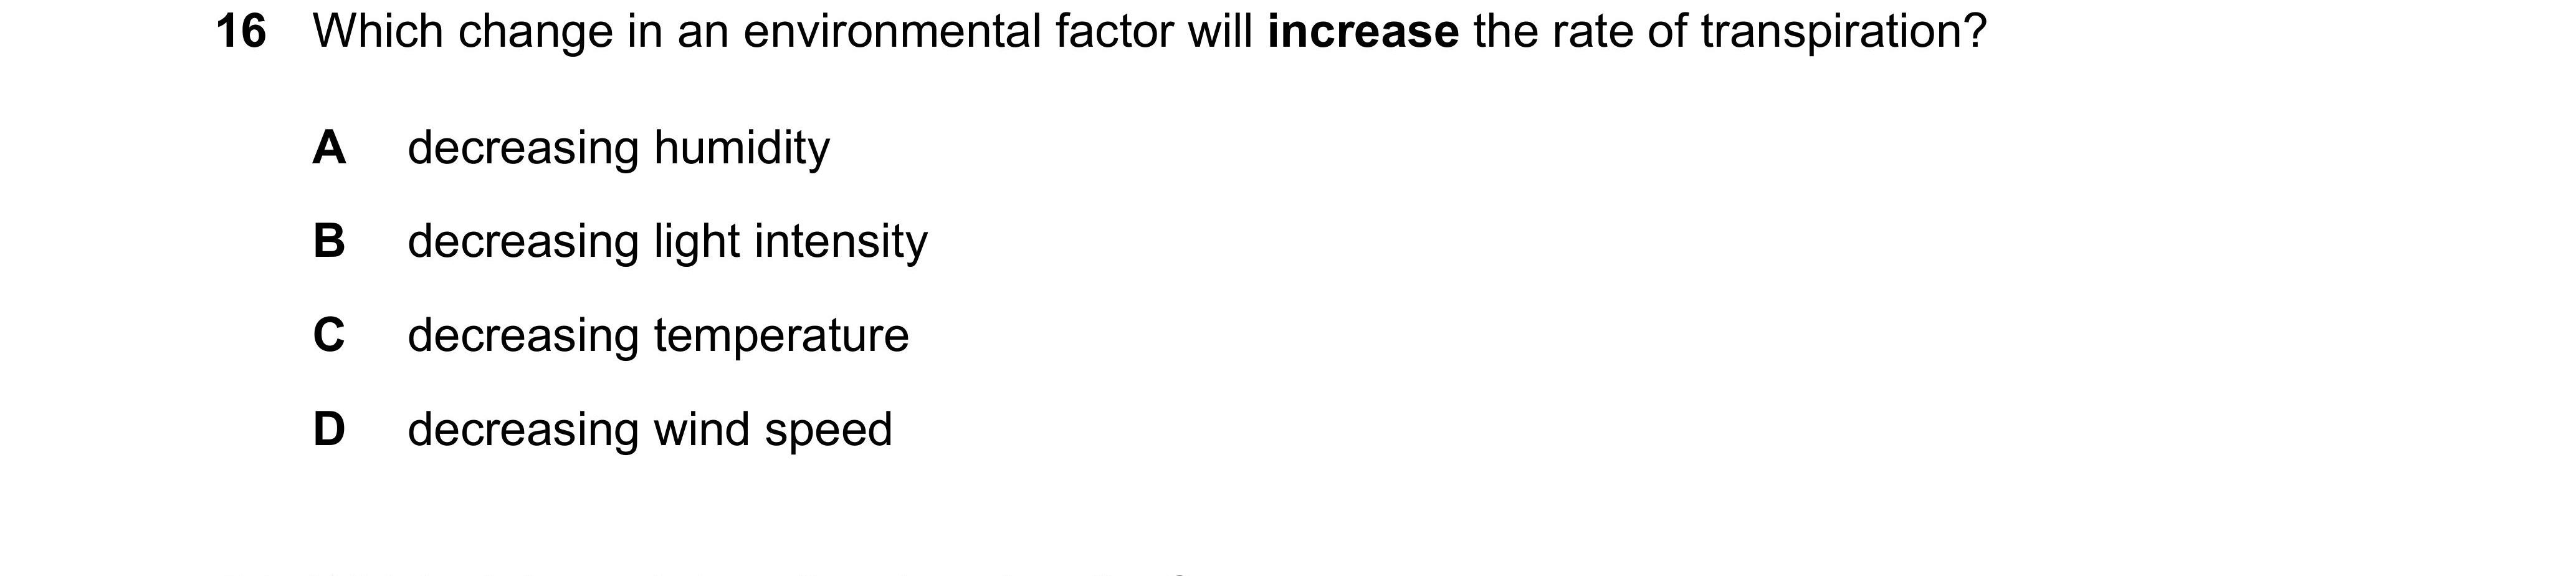 16 Which change in an environmental factor will increase the rate of transpiration?
A decreasing humidity
B decreasing light intensity
C decreasing temperature
D decreasing wind speed